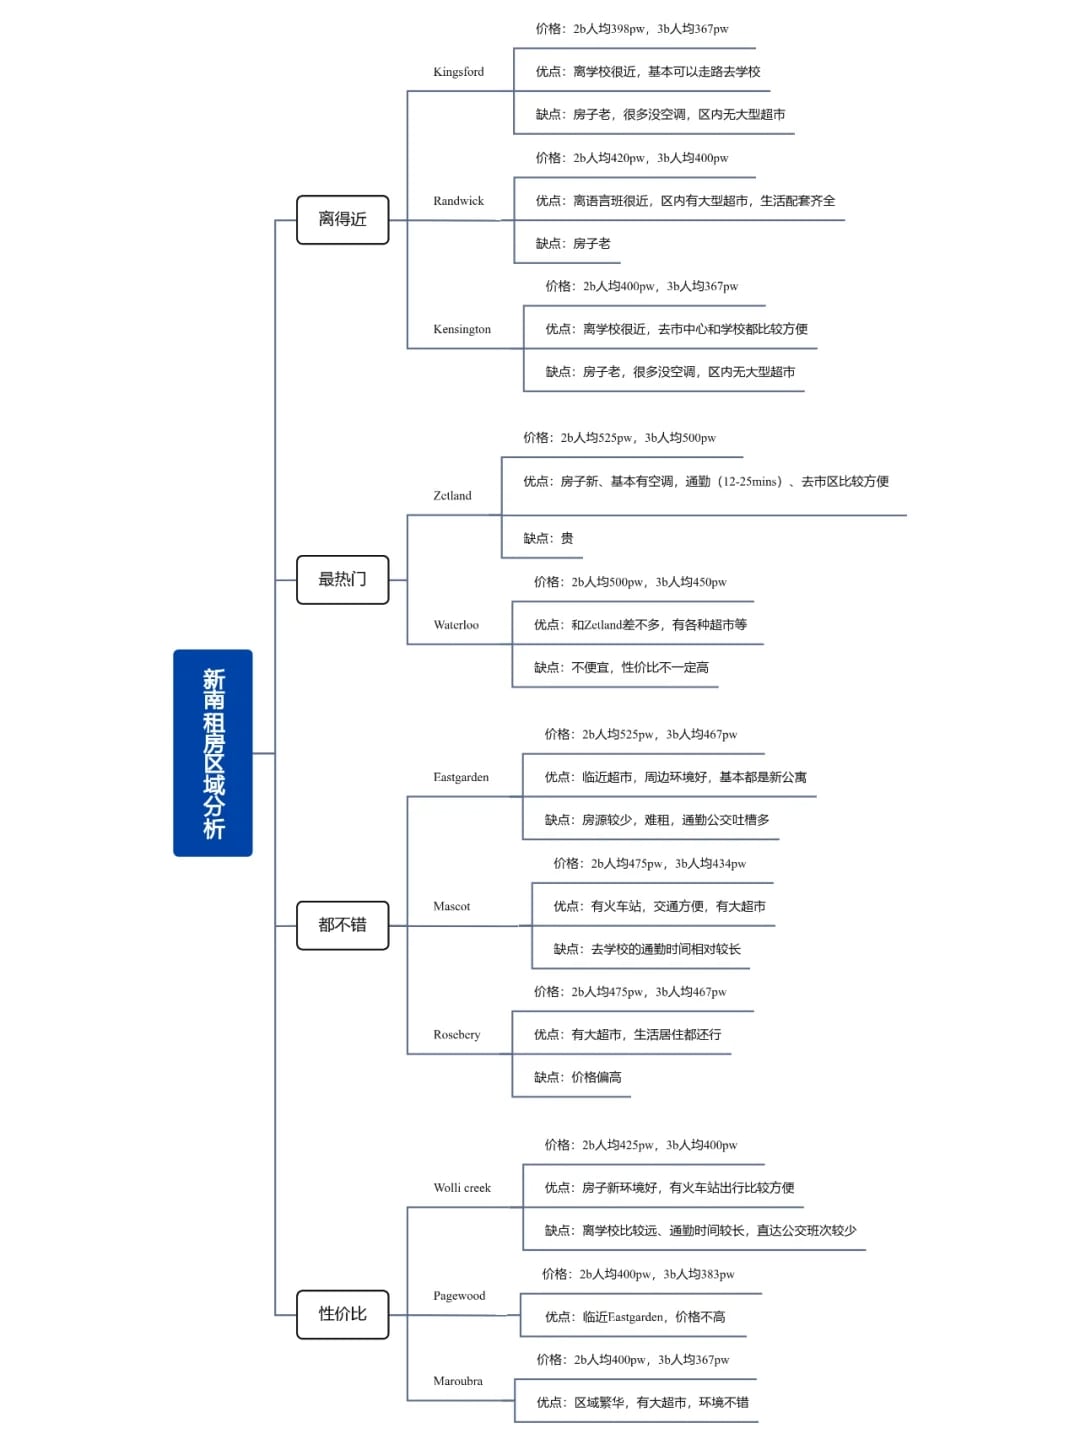 新南租房区域分析
离得近
Kingsford
价格：2b人均398pw，3b人均367pw
优点：离学校很近，基本可以走路去学校
缺点：房子老，很多没空调，区内无大型超市
Randwick
价格：2b人均420pw，3b人均400pw
优点：离语言班很近，区内有大型超市，生活配套齐全
缺点：房子老
Kensington
价格：2b人均400pw，3b人均367pw
优点：离学校很近，去市中心和学校都比较方便
缺点：房子老，很多没空调，区内无大型超市
最热门
Zetland
价格：2b人均525pw，3b人均500pw
优点：房子新、基本有空调，通勤（12-25mins）、去市区比较方便
缺点：贵
Waterloo
价格：2b人均500pw，3b人均450pw
优点：和Zetland差不多，有各种超市等
缺点：不便宜，性价比不一定高
都不错
Eastgarden
价格：2b人均525pw，3b人均467pw
优点：临近超市，周边环境好，基本都是新公寓
缺点：房源较少，难租，通勤公交吐槽多
Mascot
价格：2b人均475pw，3b人均434pw
优点：有火车站，交通方便，有大超市
缺点：去学校的通勤时间相对较长
Rosebery
价格：2b人均475pw，3b人均467pw
优点：有大超市，生活居住都还行
缺点：价格偏高
性价比
Wolli creek
价格：2b人均425pw，3b人均400pw
优点：房子新环境好，有火车站出行比较方便
缺点：离学校比较远、通勤时间较长，直达公交班次较少
Pagewood
价格：2b人均400pw，3b人均383pw
优点：临近Eastgarden，价格不高
Maroubra
价格：2b人均400pw，3b人均367pw
优点：区域繁华，有大超市，环境不错